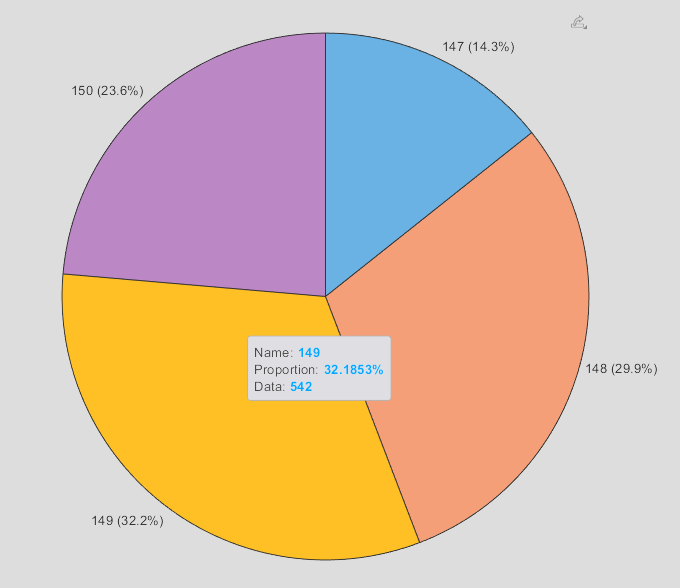 147 (14.3%)
150 (23.6%)
Name: 149
Proportion: 32.1853%
Data: 542
148 (29.9%)
149 (32.2%)